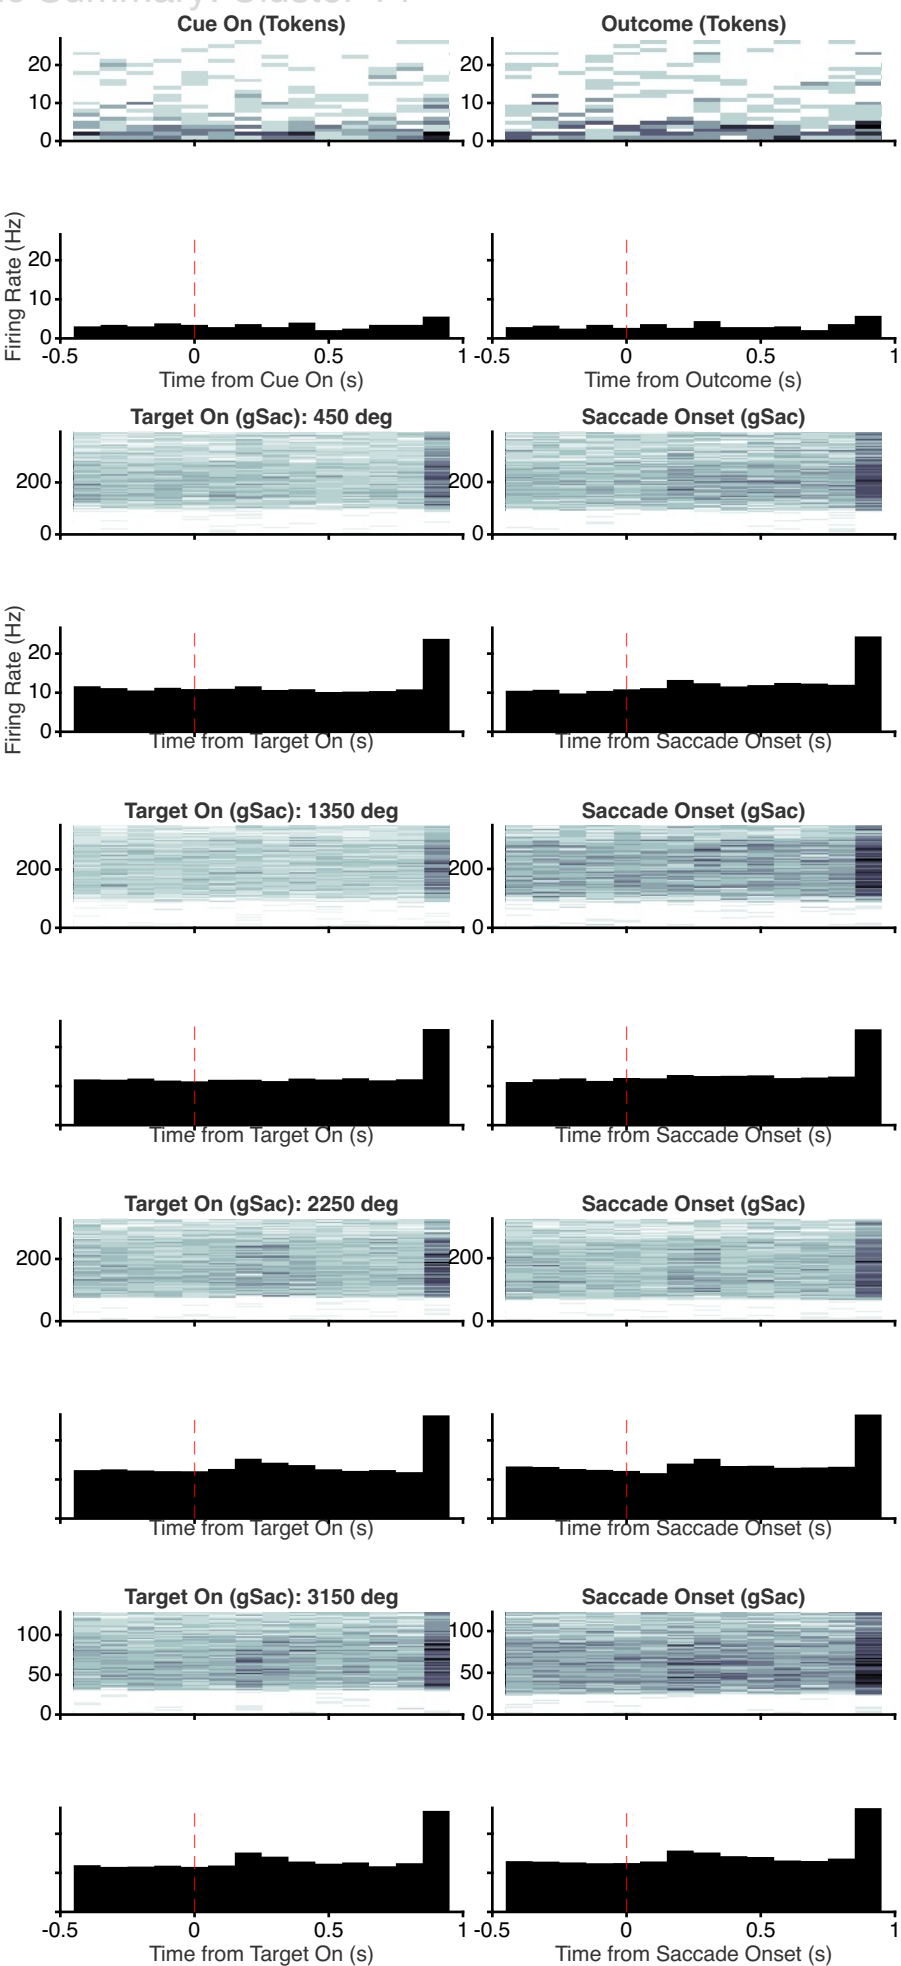 Summary: Cluster
Cue On (Tokens) Outcome (Tokens)
20 20
10 10
0 0
Firing Rate (Hz)
20
10
0
-0.5 0 0.5 1 -0.5 0 0.5 1
Time from Cue On (s) Time from Outcome (s)
Target On (gSac): 450 deg Saccade Onset (gSac)
200 200
0 0
Firing Rate (Hz)
20
10
0
Time from Target On (s) Time from Saccade Onset (s)
Target On (gSac): 1350 deg Saccade Onset (gSac)
200 200
0 0
Time from Target On (s) Time from Saccade Onset (s)
Target On (gSac): 2250 deg Saccade Onset (gSac)
200 200
0 0
Time from Target On (s) Time from Saccade Onset (s)
Target On (gSac): 3150 deg Saccade Onset (gSac)
100 100
50 50
0 0
-0.5 0 0.5 1 -0.5 0 0.5 1
Time from Target On (s) Time from Saccade Onset (s)